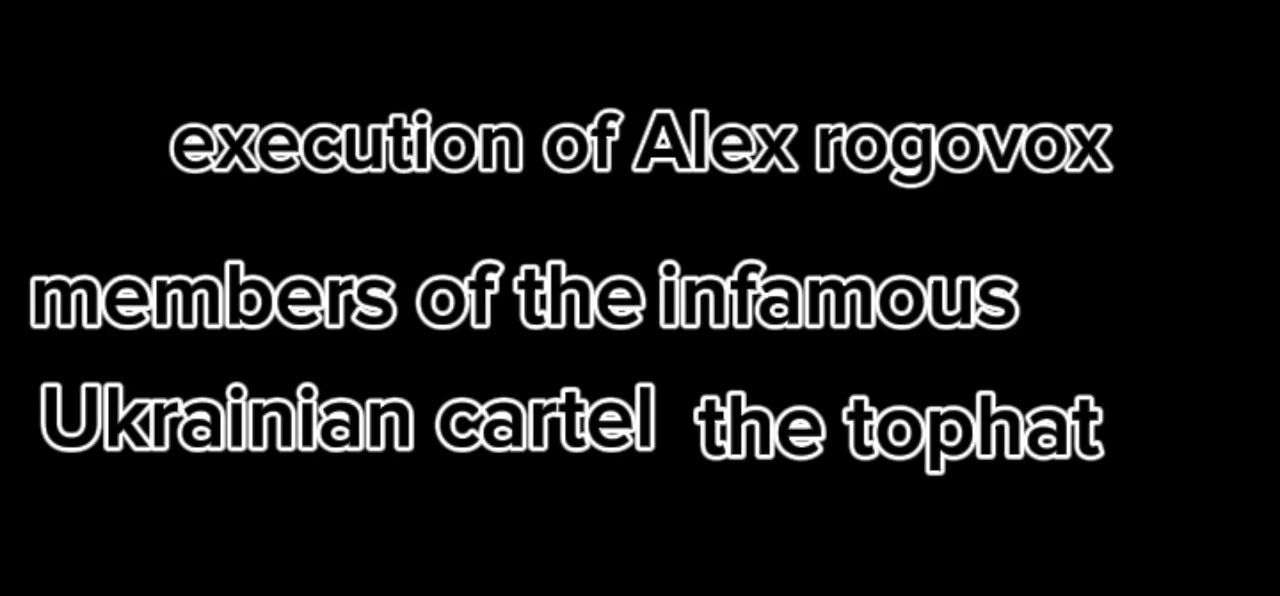 execution of Alex rogovox
members of the infamous
Ukrainian cartel the tophat